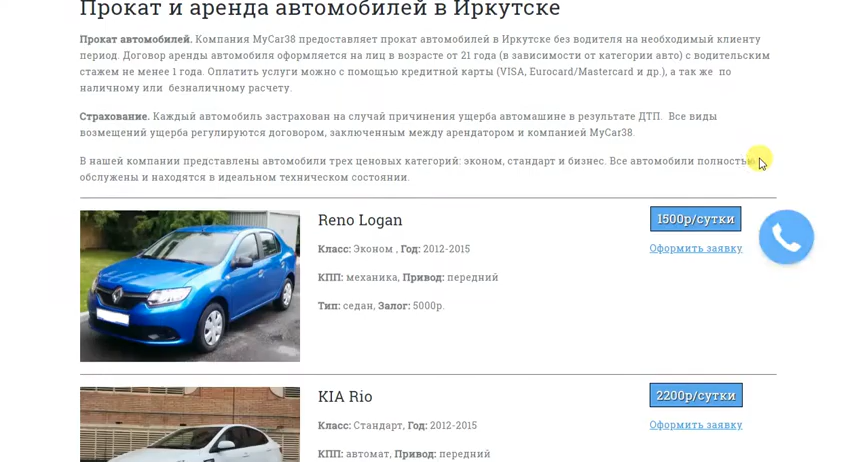 Прокат и аренда автомобилей в Иркутске
Прокат автомобилей. Компания MyCar38 предоставляет прокат автомобилей в Иркутске без водителя на необходимый клиенту
период. Договор аренды автомобиля оформляется на лиц в возрасте от 21 года (в зависимости от категории авто) с водительским
стажем не менее 1 года. Оплатить услуги можно с помощью кредитной карты (VISA, Eurocard/Mastercard и др.), а так же по
наличному или безналичному расчету.
Страхование. Каждый автомобиль застрахован на случай причинения ущерба автомашине в результате ДТП. Все виды
возмещений ущерба регулируются договором, заключенным между арендатором и компанией MyCar38.
В нашей компании представлены автомобили трех ценовых категорий: эконом, стандарт и бизнес. Все автомобили полностью
обслужены и находятся в идеальном техническом состоянии.
Reno Logan
1500р/сутки
Класс: Эконом , Год: 2012-2015
Оформить заявку
КПП: механика, Привод: передний
Тип: седан, Залог: 5000р.
KIA Rio
2200р/сутки
Класс: Стандарт , Год: 2012-2015
Оформить заявку
КПП: автомат, Привод: передний